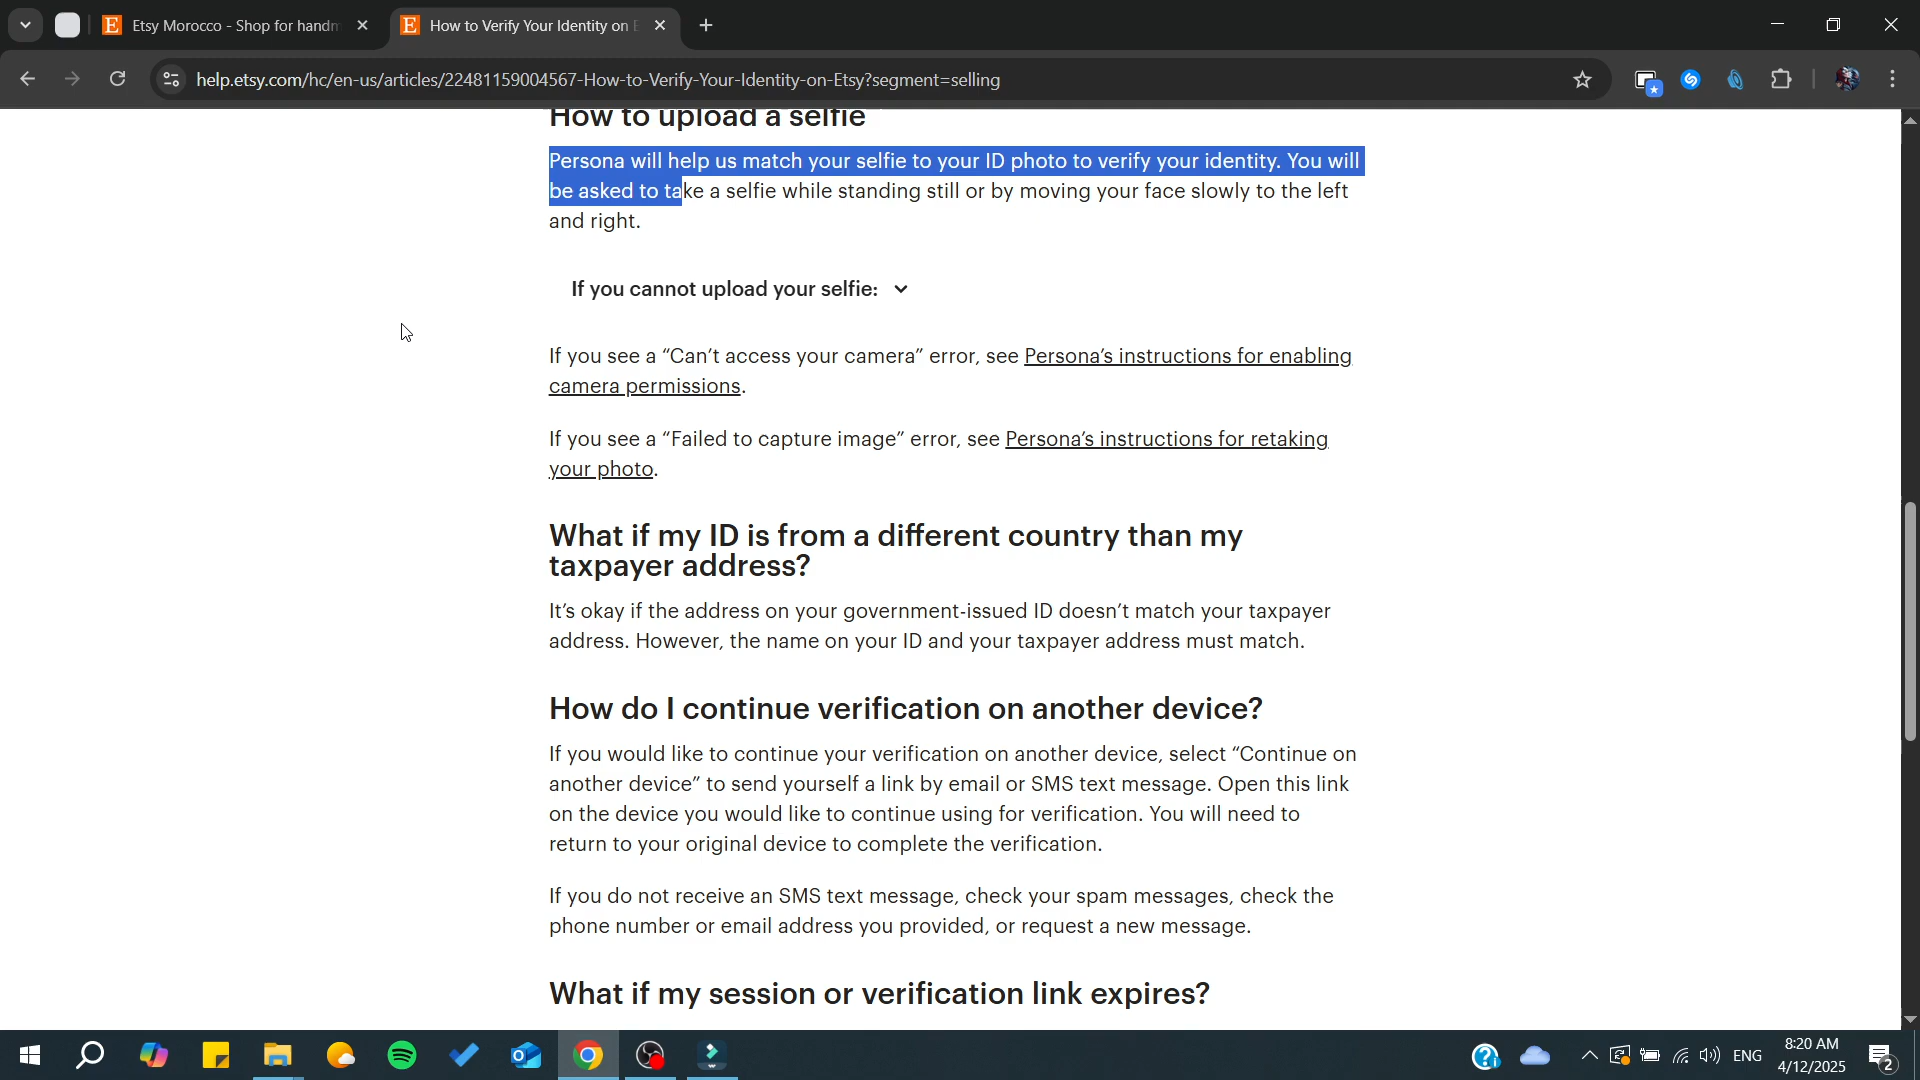 Etsy Morocco - Shop for handm
How to Verify Your Identity on E
help.etsy.com/hc/en-us/articles/22481159004567-How-to-Verify-Your-Identity-on-Etsy?segment=selling
How to upload a selfie
Persona will help us match your selfie to your ID photo to verify your identity. You will
be asked to take a selfie while standing still or by moving your face slowly to the left
and right.
If you cannot upload your selfie:
If you see a “Can’t access your camera” error, see Persona’s instructions for enabling
camera permissions.
If you see a “Failed to capture image” error, see Persona’s instructions for retaking
your photo.
What if my ID is from a different country than my
taxpayer address?
It’s okay if the address on your government-issued ID doesn’t match your taxpayer
address. However, the name on your ID and your taxpayer address must match.
How do I continue verification on another device?
If you would like to continue your verification on another device, select “Continue on
another device” to send yourself a link by email or SMS text message. Open this link
on the device you would like to continue using for verification. You will need to
return to your original device to complete the verification.
If you do not receive an SMS text message, check your spam messages, check the
phone number or email address you provided, or request a new message.
What if my session or verification link expires?
ENG
8:20 AM
4/12/2025
2